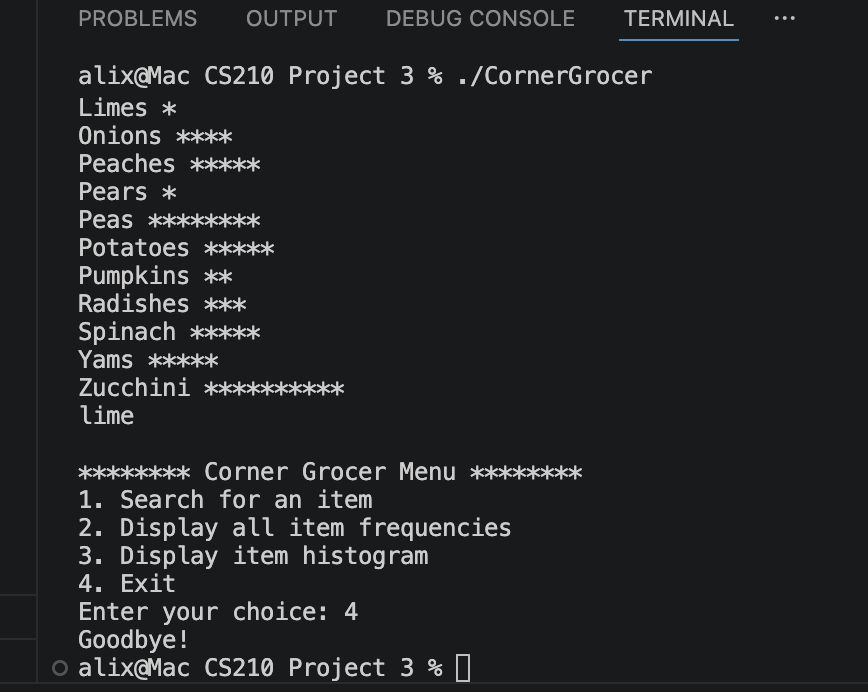 PROBLEMS OUTPUT DEBUG CONSOLE TERMINAL ...
alix@Mac CS210 Project 3 % ./CornerGrocer
Limes *
Onions ****
Peaches *****
Pears *
Peas ********
Potatoes *****
Pumpkins **
Radishes ***
Spinach *****
Yams *****
Zucchini **********
lime
******** Corner Grocer Menu ********
1. Search for an item
2. Display all item frequencies
3. Display item histogram
4. Exit
Enter your choice: 4
Goodbye!
alix@Mac CS210 Project 3 %